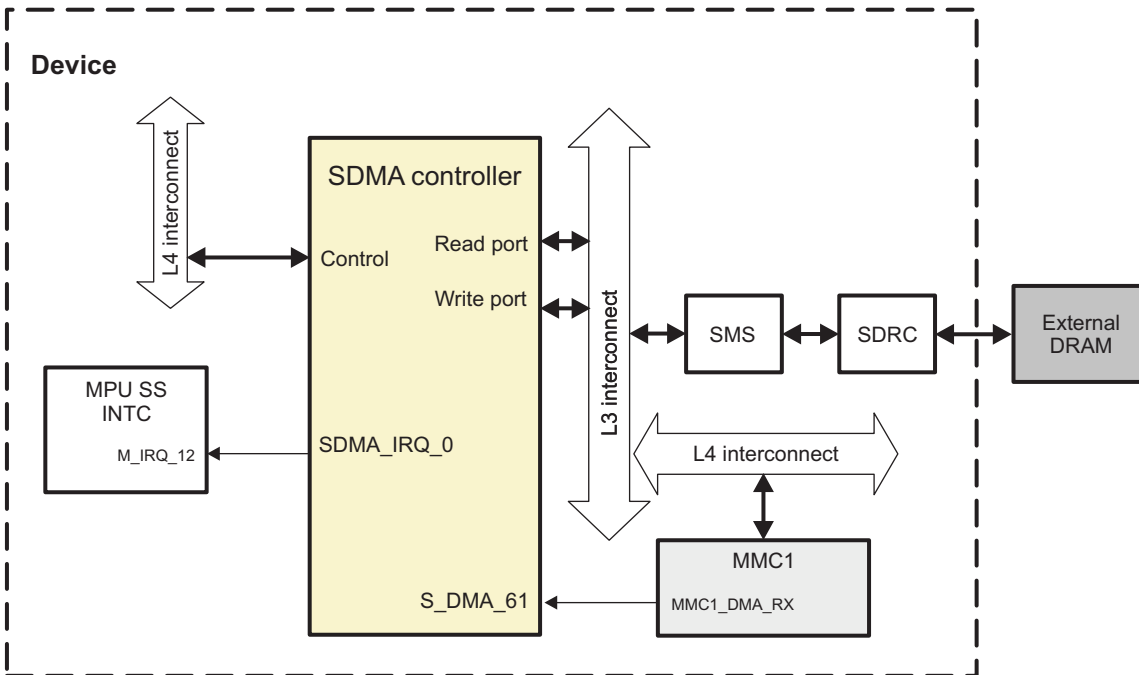 Device
L4 interconnect
SDMA controller
Control
Read port
Write port
L3 interconnect
SMS
SDRC
External
DRAM
MPU SS
INTC
M_IRQ_12
SDMA_IRQ_0
L4 interconnect
MMC1
S_DMA_61
MMC1_DMA_RX